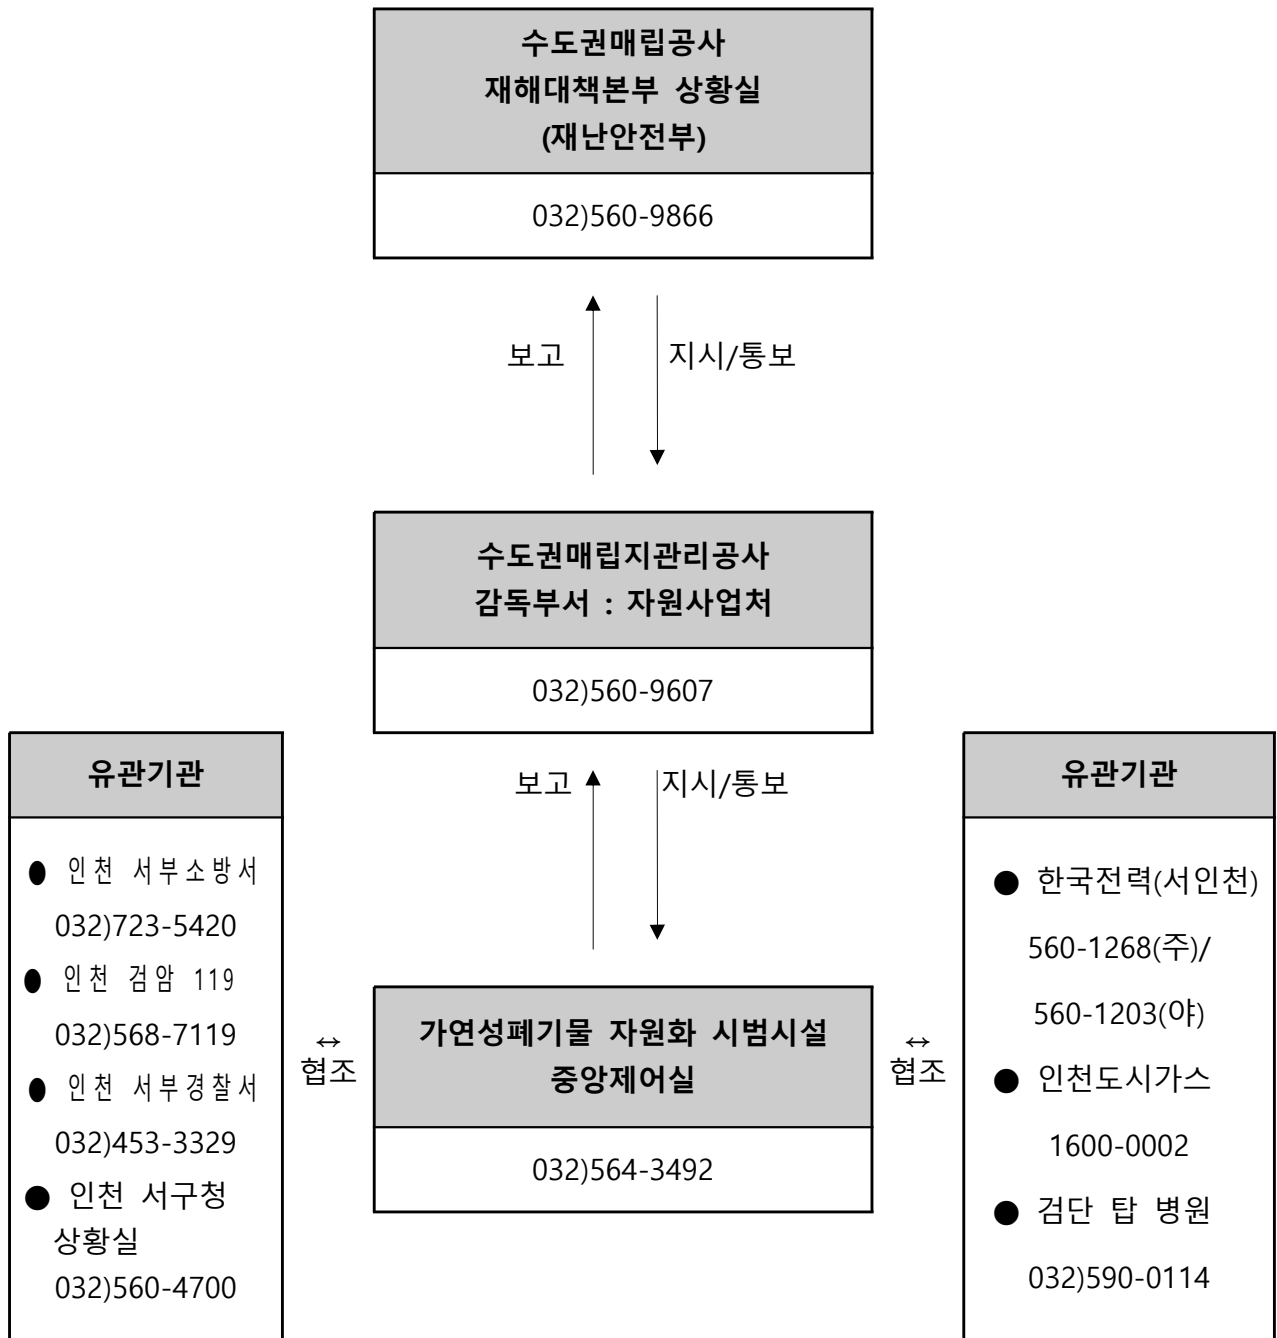 수도권매립공사
재해대책본부 상황실
(재난안전부)
032)560-9866
보고
지시/통보
수도권매립지관리공사
감독부서 : 자원사업처
032)560-9607
보고
지시/통보
유관기관
● 인천 서부소방서
032)723-5420
● 인천 검암 119
032)568-7119
● 인천 서부경찰서
032)453-3329
● 인천 서구청
상황실
032)560-4700
↔
협조
가연성폐기물 자원화 시범시설
중앙제어실
032)564-3492
↔
협조
유관기관
● 한국전력(서인천)
560-1268(주)/
560-1203(야)
● 인천도시가스
1600-0002
● 검단 탑 병원
032)590-0114